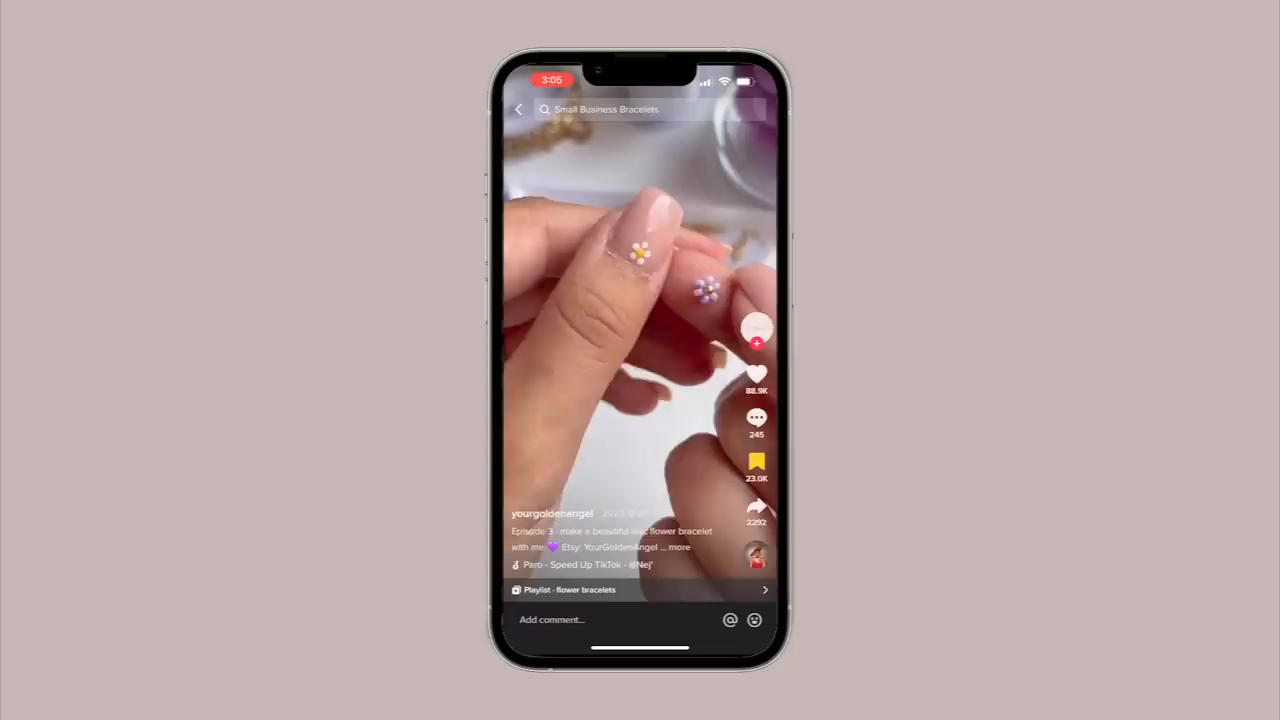 3:05
Small Business Bracelets
88.9K
245
23.0K
2292
yourgoldenangel
Episode 3 · make a beautiful lilac flower bracelet
with me 💜 Etsy: YourGoldenAngel ... more
Paro - Speed Up TikTok - @Nej'
Playlist · flower bracelets
Add comment...